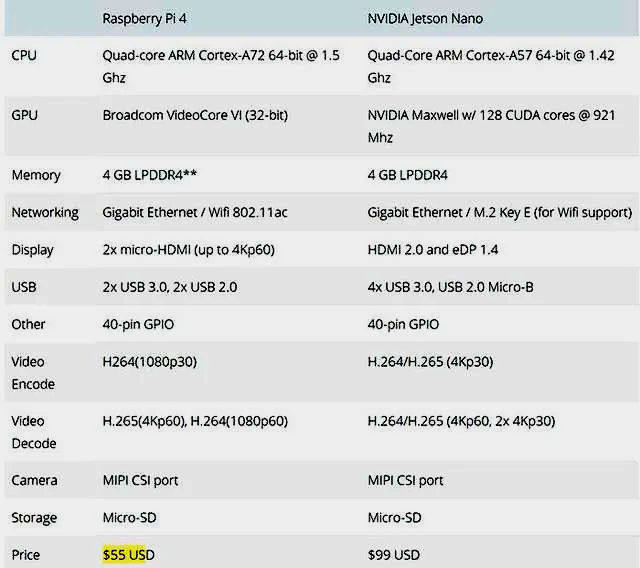 Raspberry Pi 4 NVIDIA Jetson Nano
CPU Quad-core ARM Cortex-A72 64-bit @ 1.5 Quad-Core ARM Cortex-A57 64-bit @ 1.42
Ghz Ghz
GPU Broadcom VideoCore VI (32-bit) NVIDIA Maxwell w/ 128 CUDA cores @ 921
Mhz
Memory 4 GB LPDDR4** 4 GB LPDDR4
Networking Gigabit Ethernet / Wifi 802.11ac Gigabit Ethernet / M.2 Key E (for Wifi support)
Display 2x micro-HDMI (up to 4Kp60) HDMI 2.0 and eDP 1.4
USB 2x USB 3.0, 2x USB 2.0 4x USB 3.0, USB 2.0 Micro-B
Other 40-pin GPIO 40-pin GPIO
Video H264(1080p30) H.264/H.265 (4Kp30)
Encode
Video H.265(4Kp60), H.264(1080p60) H.264/H.265 (4Kp60, 2x 4Kp30)
Decode
Camera MIPI CSI port MIPI CSI port
Storage Micro-SD Micro-SD
Price $55 USD $99 USD